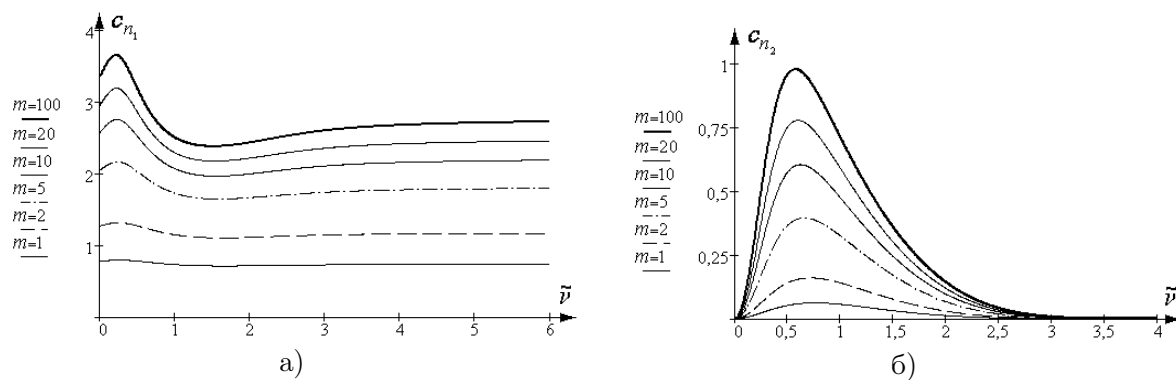 c_{n_1}
4
3
2
1
m=100
m=20
m=10
m=5
m=2
m=1
0 1 2 3 4 5 6
ṽ
а)
c_{n_2}
1
0,75
0,5
0,25
m=100
m=20
m=10
m=5
m=2
m=1
0 0,5 1 1,5 2 2,5 3 3,5 4
ṽ
б)